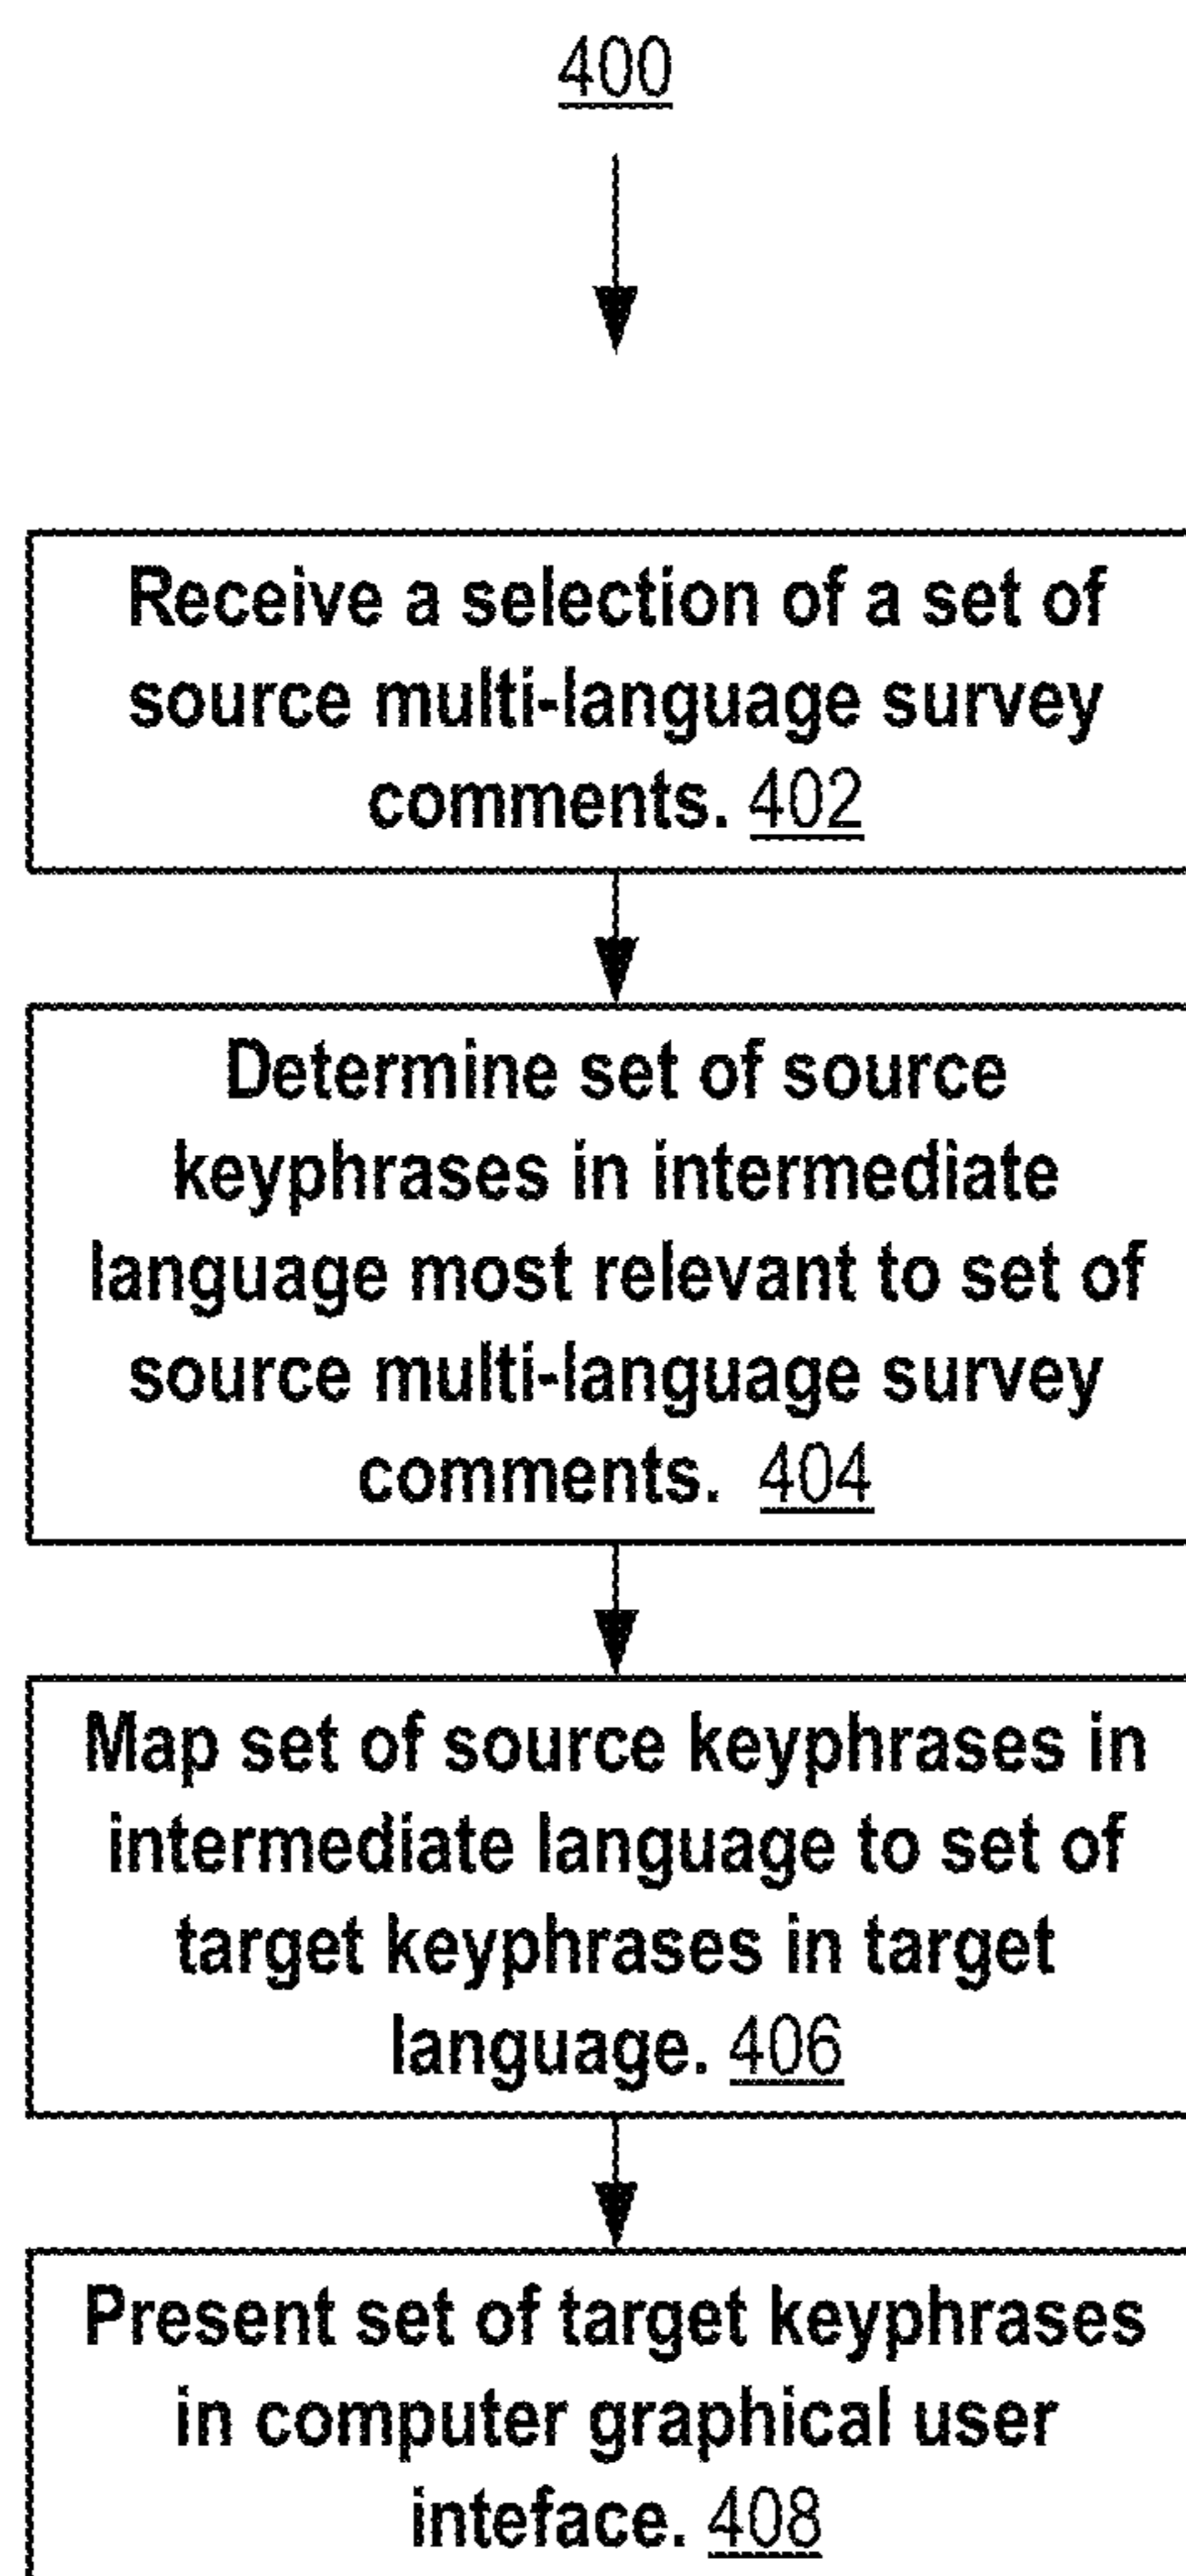 400
Receive a selection of a set of
source multi-language survey
comments. 402
Determine set of source
keyphrases in intermediate
language most relevant to set of
source multi-language survey
comments. 404
Map set of source keyphrases in
intermediate language to set of
target keyphrases in target
language. 406
Present set of target keyphrases
in computer graphical user
inteface. 408